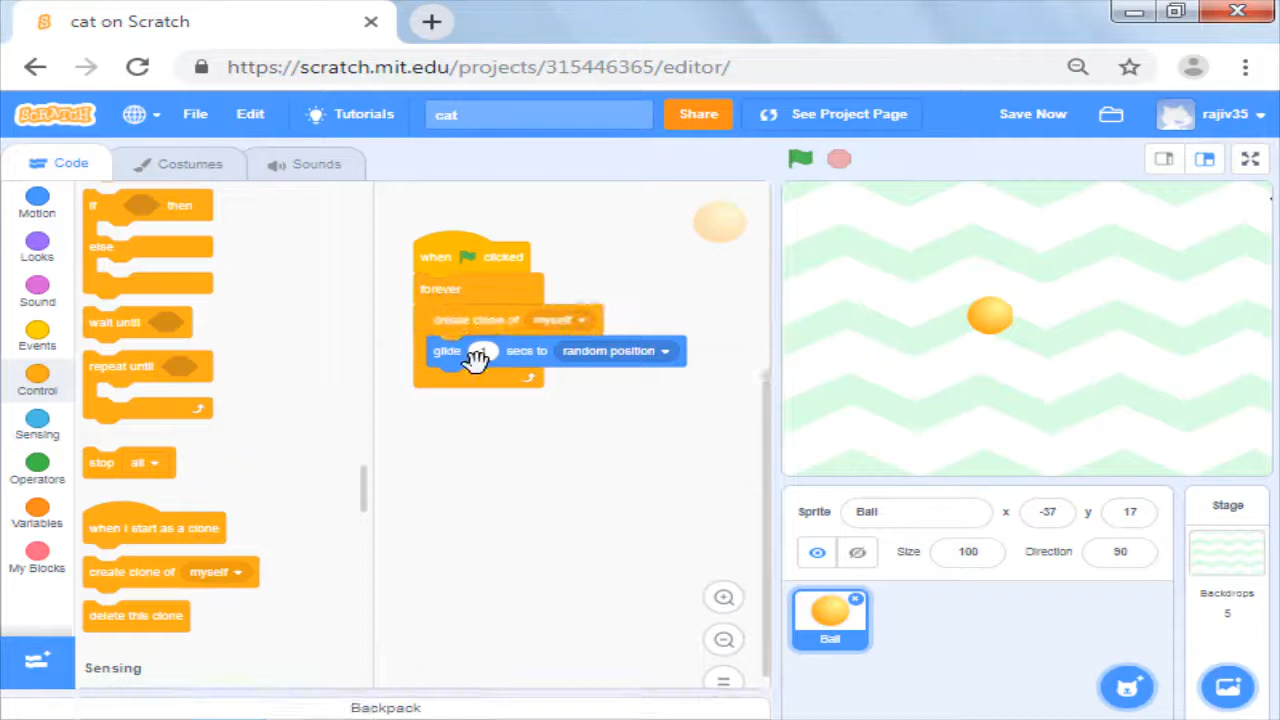 cat on Scratch
https://scratch.mit.edu/projects/315446365/editor/
SCRATCH
File
Edit
Tutorials
cat
Share
See Project Page
Save Now
rajiv35
Code
Costumes
Sounds
Motion
Looks
Sound
Events
Control
Sensing
Operators
Variables
My Blocks
if then
else
wait until
repeat until
stop all
when I start as a clone
create clone of myself
delete this clone
Sensing
when clicked
forever
create clone of myself
glide secs to random position
Backpack
Sprite Ball x -37 y 17
Size 100 Direction 90
Ball
Stage
Backdrops
5